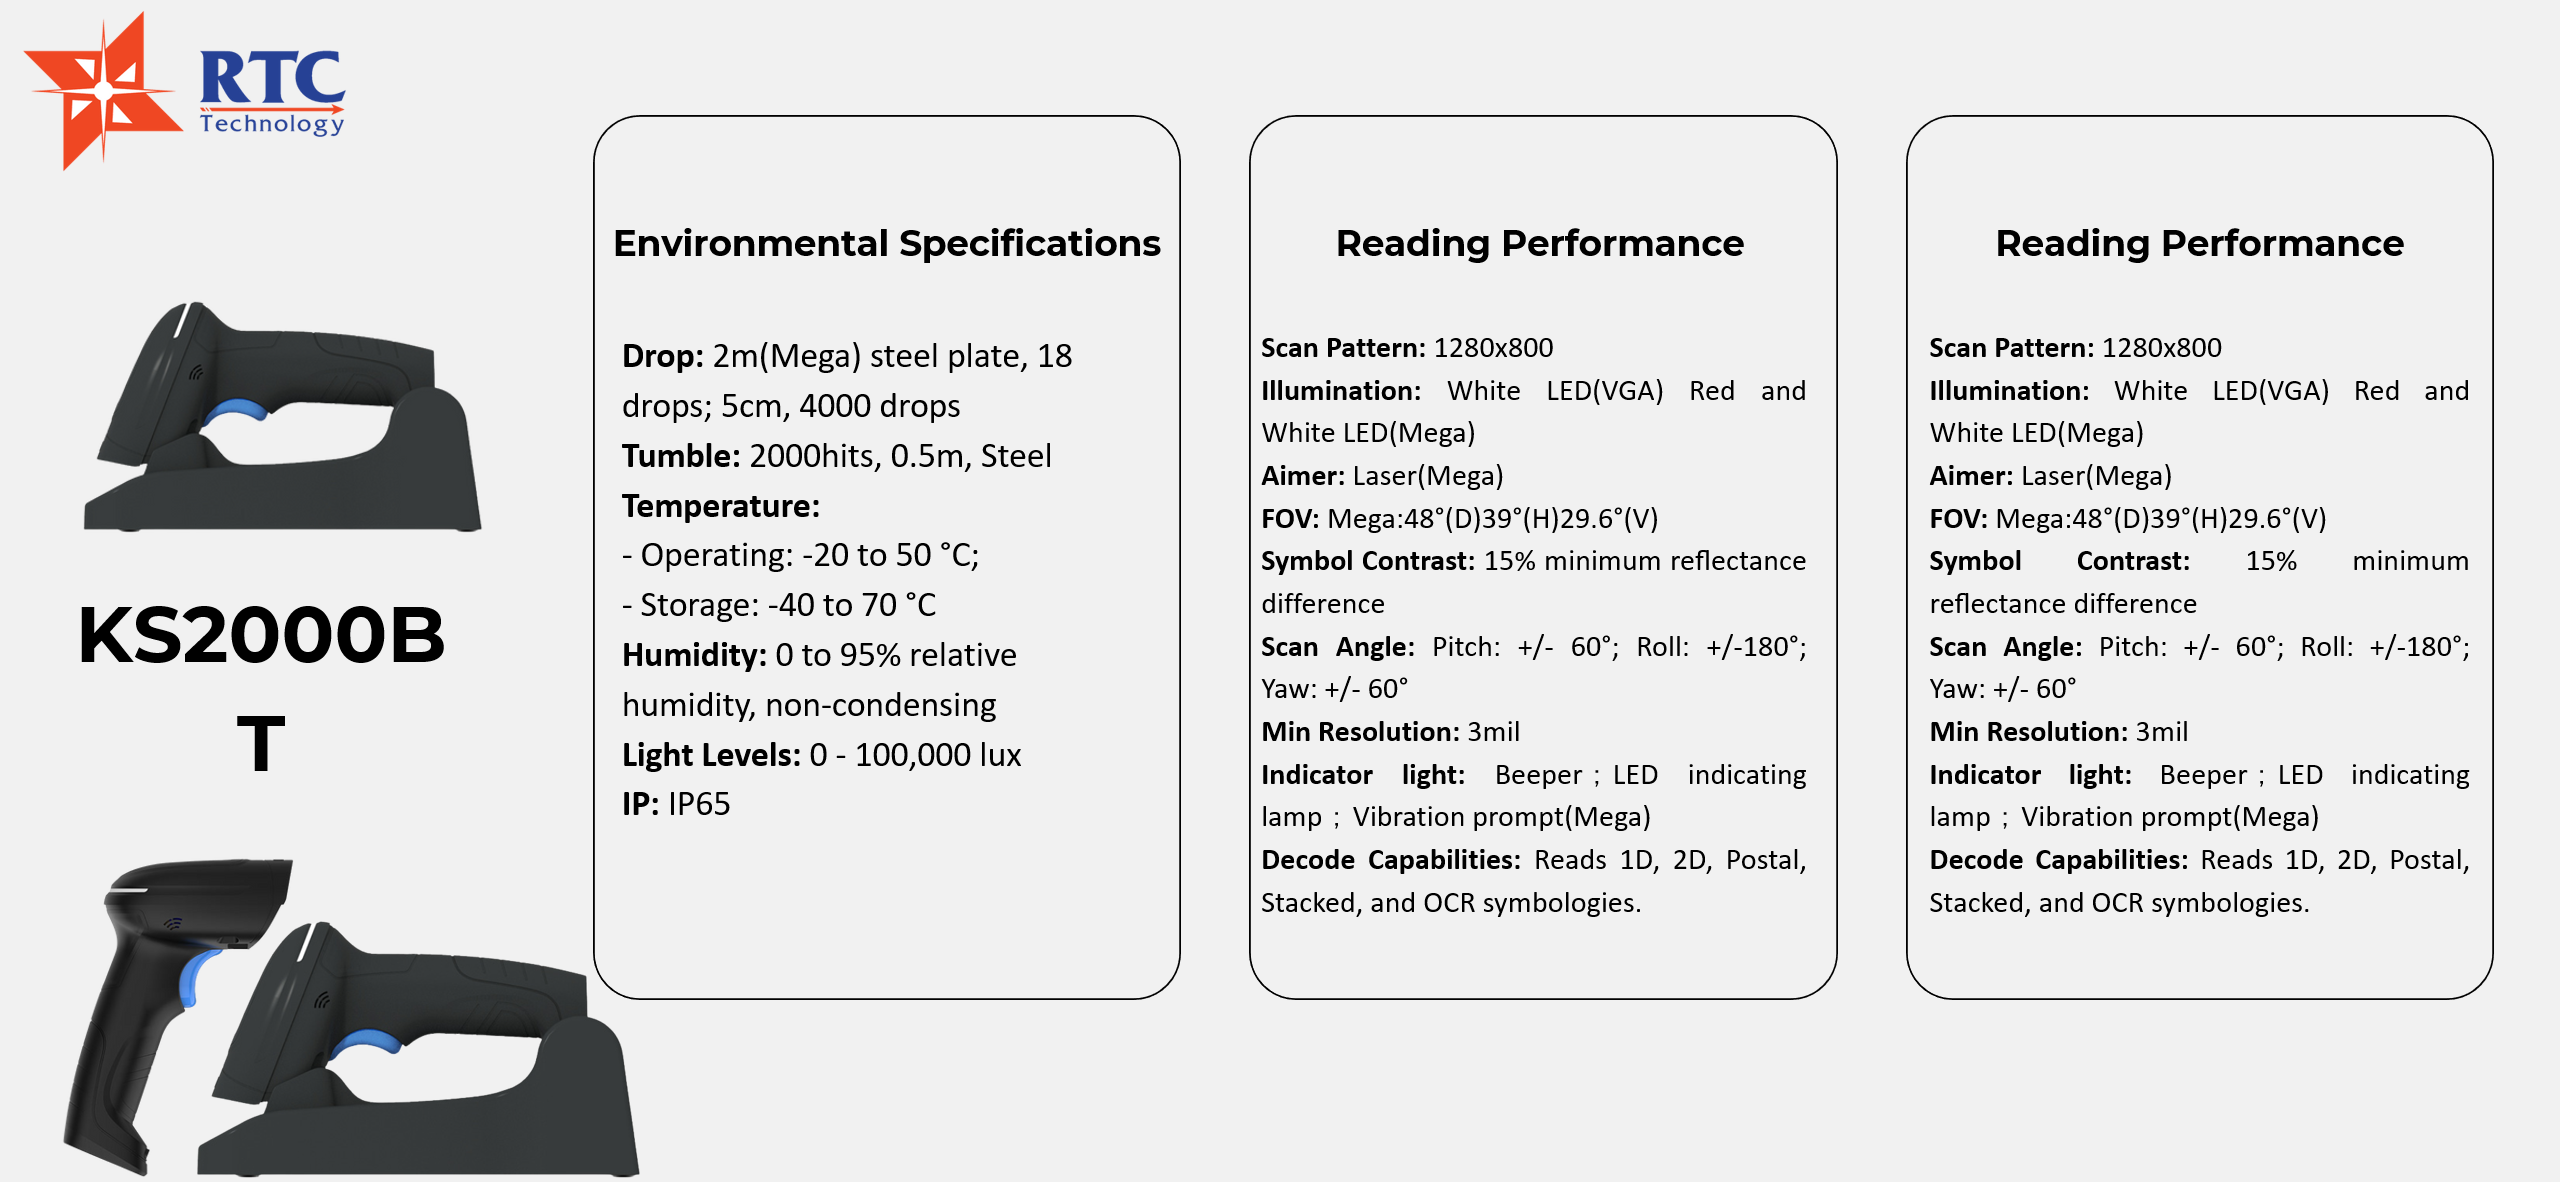 RTC
Technology
KS2000B
T
Environmental Specifications
Drop: 2m(Mega) steel plate, 18
drops; 5cm, 4000 drops
Tumble: 2000hits, 0.5m, Steel
Temperature:
- Operating: -20 to 50 °C;
- Storage: -40 to 70 °C
Humidity: 0 to 95% relative
humidity, non-condensing
Light Levels: 0 - 100,000 lux
IP: IP65
Reading Performance
Scan Pattern: 1280x800
Illumination: White LED(VGA) Red and
White LED(Mega)
Aimer: Laser(Mega)
FOV: Mega:48°(D)39°(H)29.6°(V)
Symbol Contrast: 15% minimum reflectance
difference
Scan Angle: Pitch: +/- 60°; Roll: +/-180°;
Yaw: +/- 60°
Min Resolution: 3mil
Indicator light: Beeper；LED indicating
lamp；Vibration prompt(Mega)
Decode Capabilities: Reads 1D, 2D, Postal,
Stacked, and OCR symbologies.
Reading Performance
Scan Pattern: 1280x800
Illumination: White LED(VGA) Red and
White LED(Mega)
Aimer: Laser(Mega)
FOV: Mega:48°(D)39°(H)29.6°(V)
Symbol Contrast: 15% minimum
reflectance difference
Scan Angle: Pitch: +/- 60°; Roll: +/-180°;
Yaw: +/- 60°
Min Resolution: 3mil
Indicator light: Beeper；LED indicating
lamp；Vibration prompt(Mega)
Decode Capabilities: Reads 1D, 2D, Postal,
Stacked, and OCR symbologies.